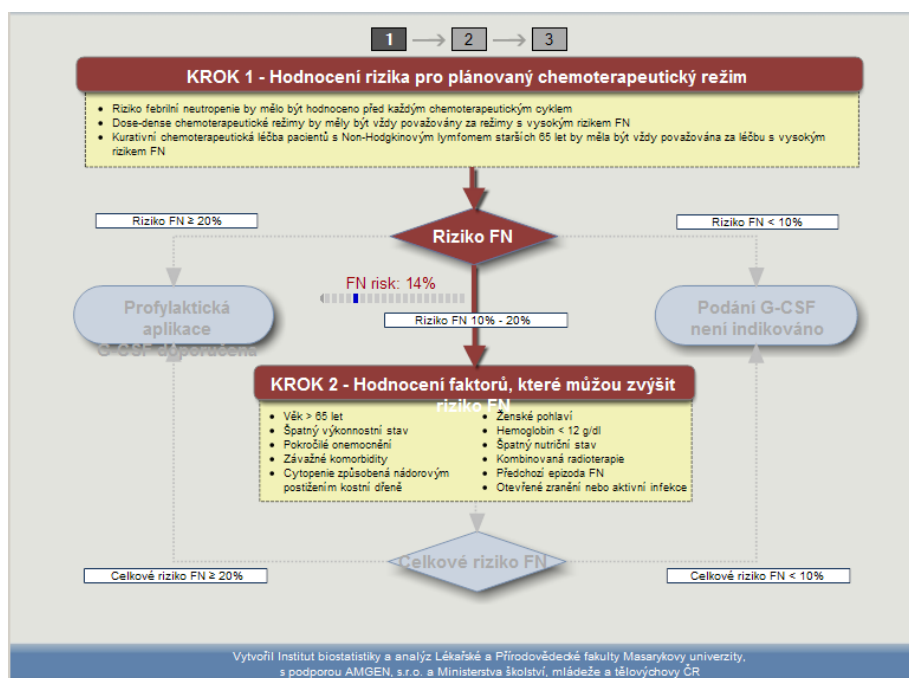 1
2
3
KROK 1 - Hodnocení rizika pro plánovaný chemoterapeutický režim
Riziko febrilní neutropenie by mělo být hodnoceno před každým chemoterapeutickým cyklem
Dose-dense chemoterapeutické režimy by měly být vždy považovány za režimy s vysokým rizikem FN
Kurativní chemoterapeutická léčba pacientů s Non-Hodgkinovým lymfomem starších 65 let by měla být vždy považována za léčbu s vysokým
rizikem FN
Riziko FN ≥ 20%
Riziko FN < 10%
Riziko FN
FN risk: 14%
Profylaktická
aplikace
G-CSF doporučena
Riziko FN 10% - 20%
Podání G-CSF
není indikováno
KROK 2 - Hodnocení faktorů, které můžou zvýšit
riziko FN
Věk > 65 let
Špatný výkonnostní stav
Pokročilé onemocnění
Závažné komorbidity
Cytopenie způsobená nádorovým
postižením kostní dřeně
Ženské pohlaví
Hemoglobin < 12 g/dl
Špatný nutriční stav
Kombinovaná radioterapie
Předchozí epizoda FN
Otevřené zranění nebo aktivní infekce
Celkové riziko FN
Celkové riziko FN ≥ 20%
Celkové riziko FN < 10%
Vytvořil Institut biostatistiky a analýz Lékařské a Přírodovědecké fakulty Masarykovy univerzity,
s podporou AMGEN, s.r.o. a Ministerstva školství, mládeže a tělovýchovy ČR